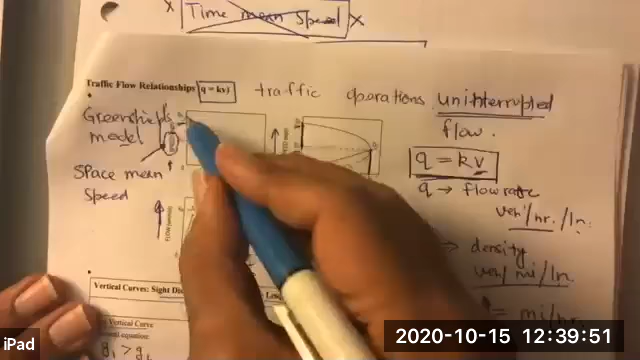 x Time mean Speed x
Traffic Flow Relationships q = kv
traffic operations uninterrupted
flow.
Greenshields
model
q = kv
Space mean
speed
q → flow rate
veh/hr./ln.
→ density
veh/mi/ln.
= mi/hr.
Vertical Curves: Sight Dis
Vertical Curve
iPad
2020-10-15 12:39:51